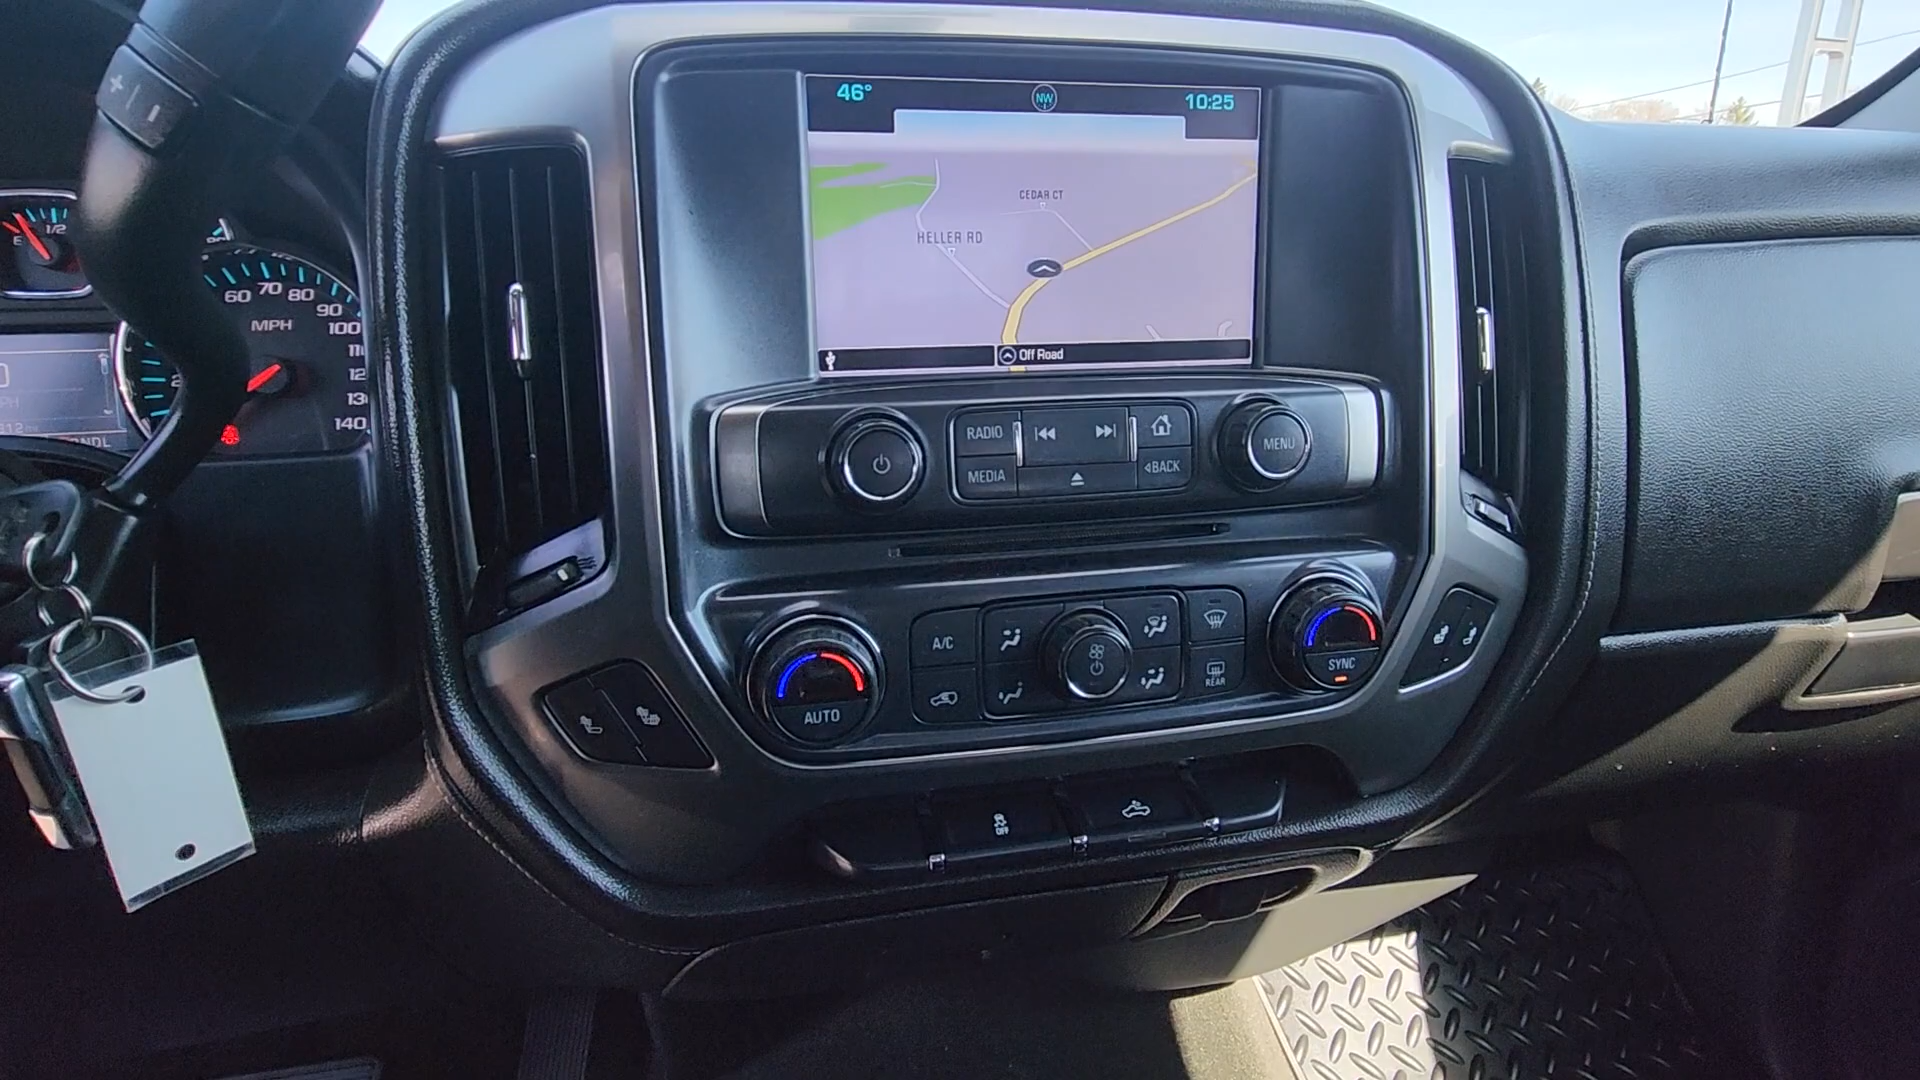 46°
NW
10:25
CEDAR CT
HELLER RD
Off Road
+
-
E
1/2
60
70
80
90
100
12
140
MPH
RADIO
MEDIA
BACK
MENU
A/C
AUTO
REAR
SYNC
OFF